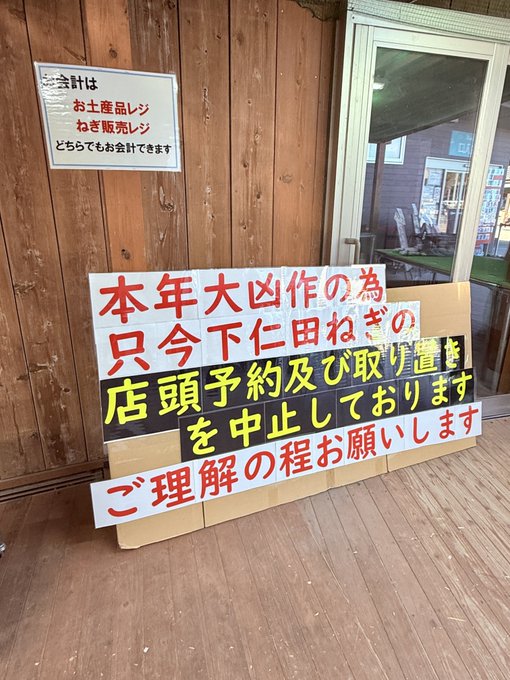 お会計は
お土産品レジ
ねぎ販売レジ
どちらでもお会計できます
本年大凶作の為
只今下仁田ねぎの
店頭予約及び取り置き
を中止しております
ご理解の程お願いします